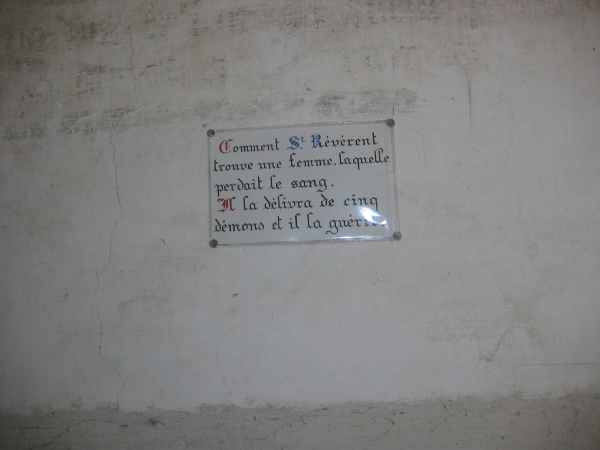 Comment St Révérent
trouve une femme, laquelle
perdait le sang.
Il la délivra de cinq
démons et il la guérit.